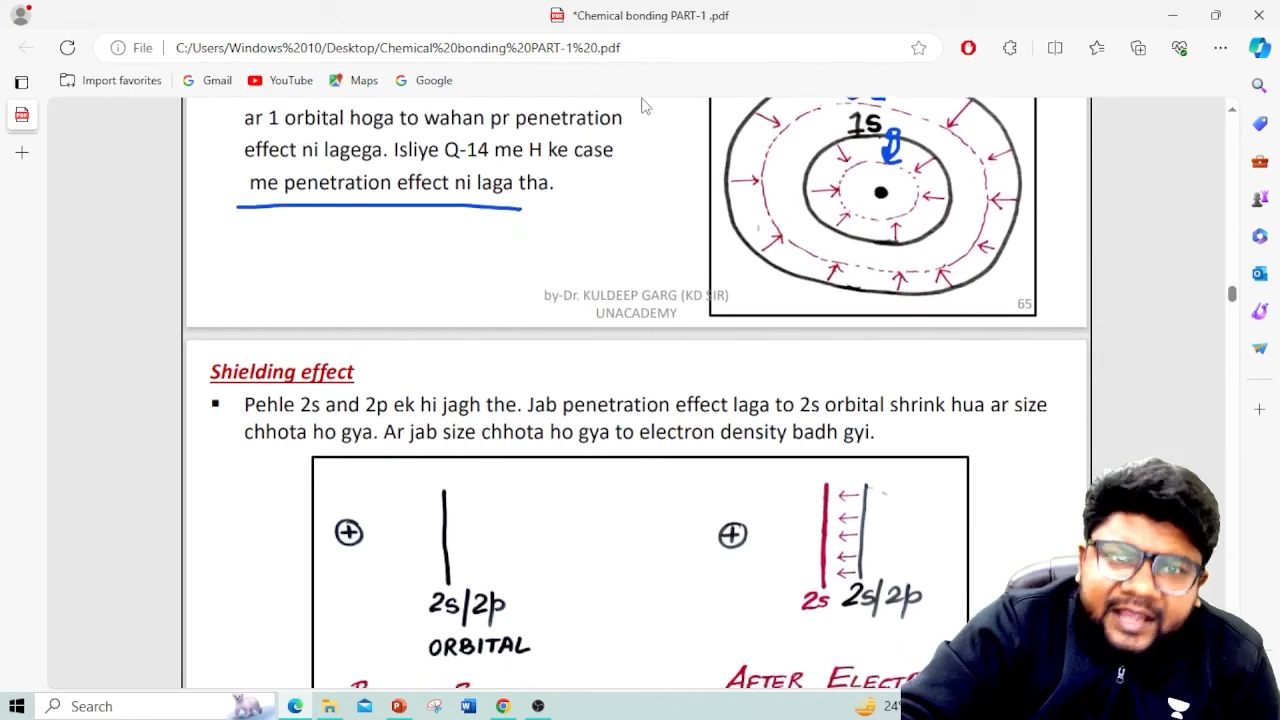 *Chemical bonding PART-1 .pdf
File
C:/Users/Windows%2010/Desktop/Chemical%20bonding%20PART-1%20.pdf
Import favorites
Gmail
YouTube
Maps
Google
ar 1 orbital hoga to wahan pr penetration
effect ni lagega. Isliye Q-14 me H ke case
me penetration effect ni laga tha.
1s
by-Dr. KULDEEP GARG (KD SIR)
UNACADEMY
65
Shielding effect
Pehle 2s and 2p ek hi jagh the. Jab penetration effect laga to 2s orbital shrink hua ar size
chhota ho gya. Ar jab size chhota ho gya to electron density badh gyi.
2s/2p
ORBITAL
2s 2s/2p
AFTER
Search
24°